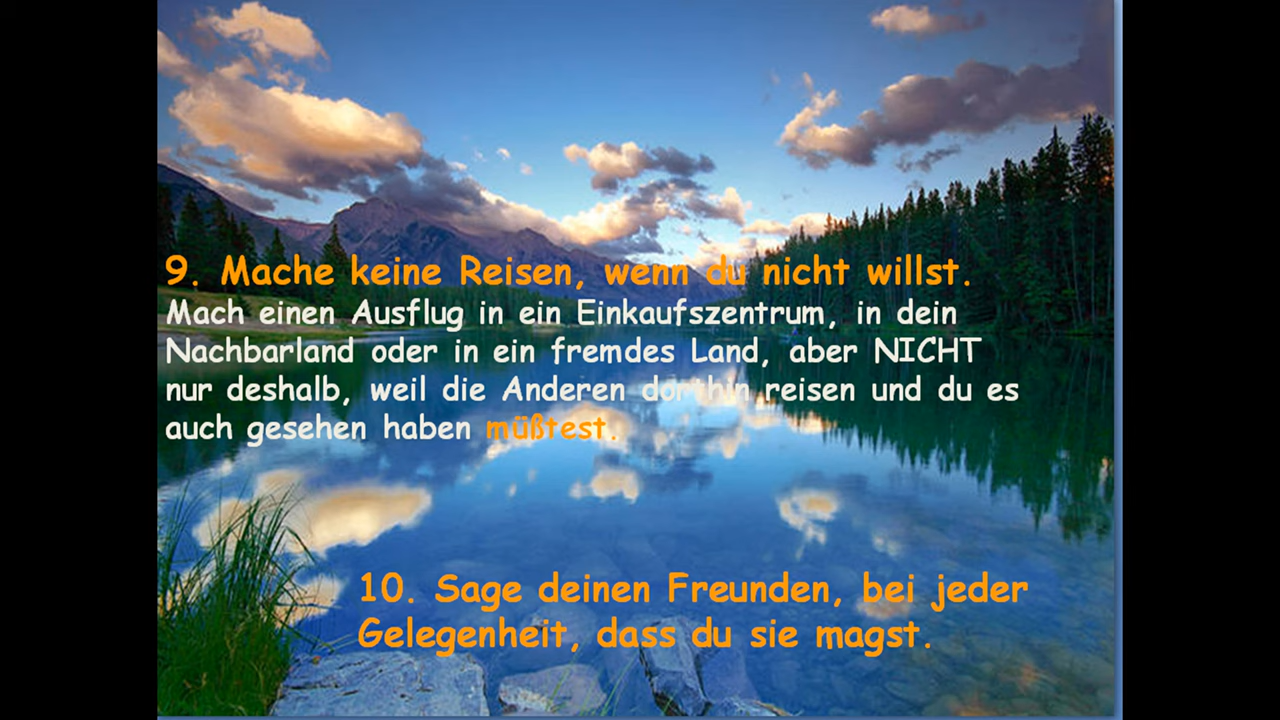 9. Mache keine Reisen, wenn du nicht willst.
Mach einen Ausflug in ein Einkaufszentrum, in dein
Nachbarland oder in ein fremdes Land, aber NICHT
nur deshalb, weil die Anderen dorthin reisen und du es
auch gesehen haben müßtest.
10. Sage deinen Freunden, bei jeder
Gelegenheit, dass du sie magst.